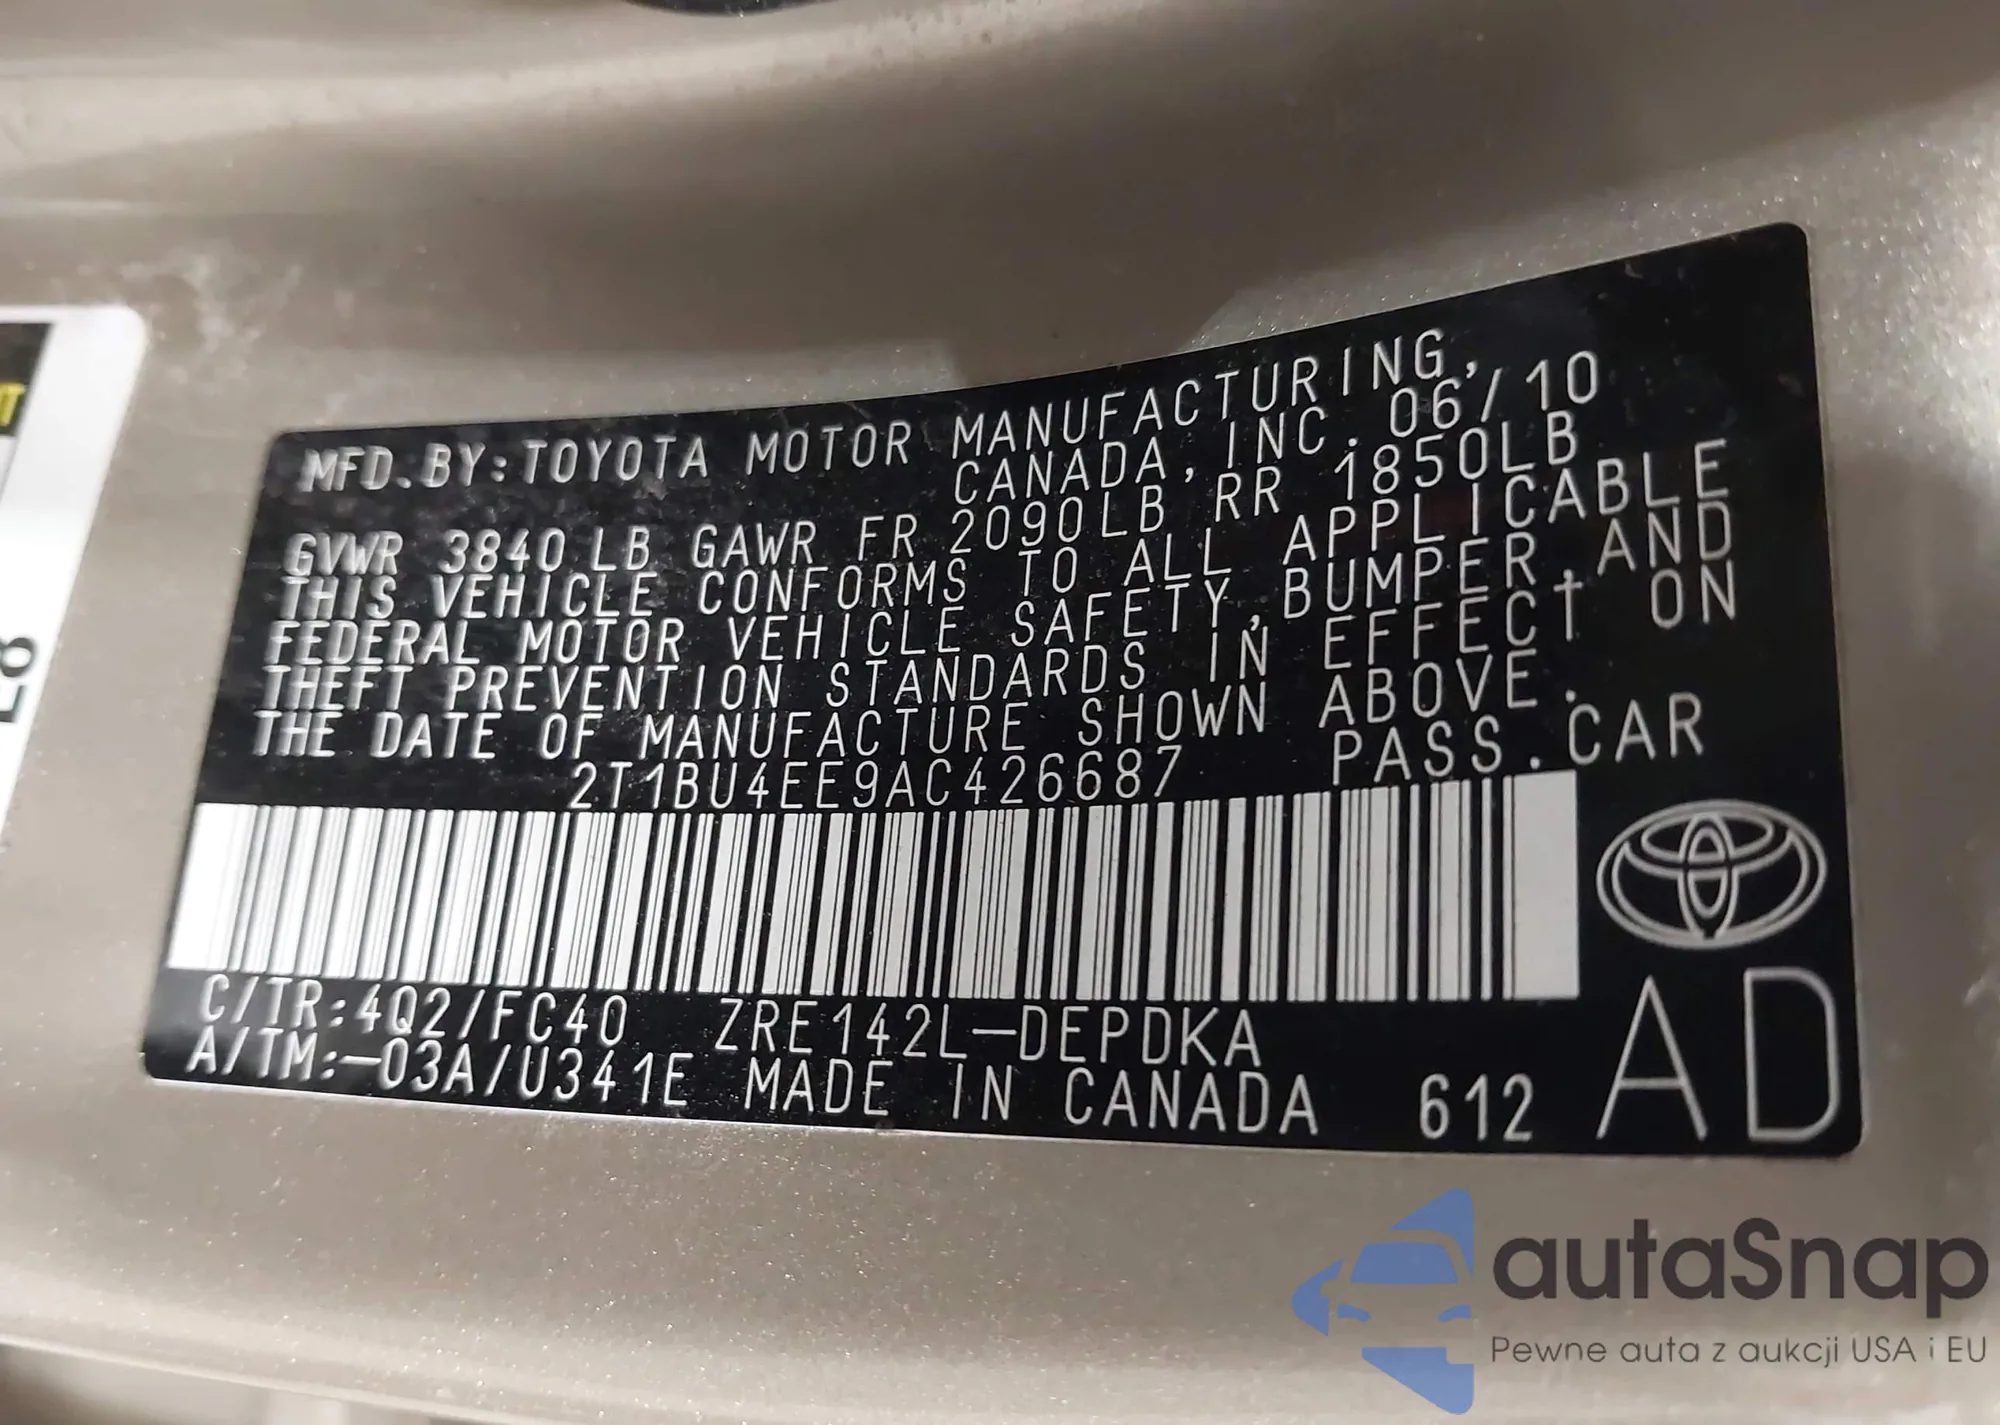 MFD.BY:TOYOTA MOTOR MANUFACTURING,
CANADA,INC. 06/10
GVWR 3840LB GAWR FR 2090LB RR 1850LB
THIS VEHICLE CONFORMS TO ALL APPLICABLE
FEDERAL MOTOR VEHICLE SAFETY,BUMPER,AND
THEFT PREVENTION STANDARDS IN EFFECT ON
THE DATE OF MANUFACTURE SHOWN ABOVE.
2T1BU4EE9AC426687 PASS.CAR
C/TR:4Q2/FC40 ZRE142L-DEPDKA
A/TM:-03A/U341E MADE IN CANADA 612 AD
autaSnap
Pewne auta z aukcji USA i EU